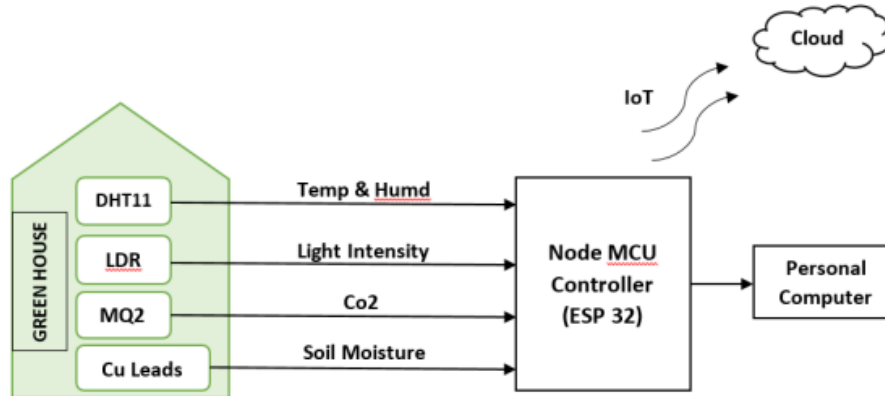 Cloud
IoT
DHT11
Temp & Humd
LDR
Light Intensity
MQ2
Co2
Cu Leads
Soil Moisture
GREEN HOUSE
Node MCU
Controller
(ESP 32)
Personal
Computer